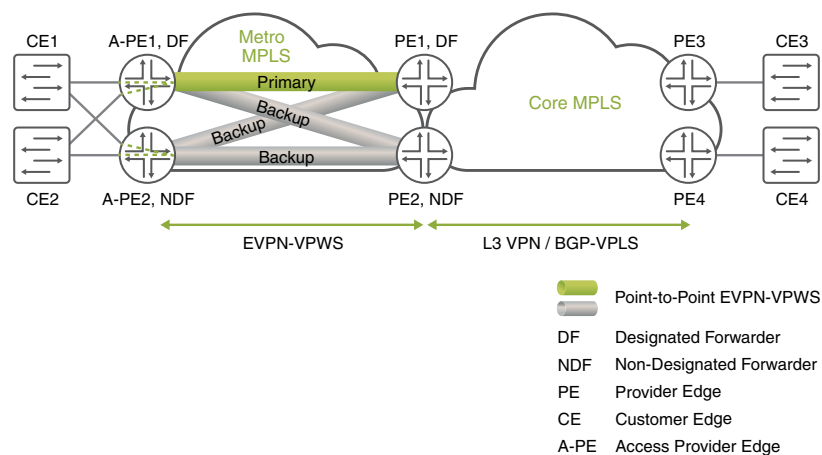 CE1
A-PE1, DF
Metro
MPLS
PE1, DF
PE3
CE3
Primary
Backup
Backup
Backup
Core MPLS
CE2
A-PE2, NDF
PE2, NDF
PE4
CE4
EVPN-VPWS
L3 VPN / BGP-VPLS
Point-to-Point EVPN-VPWS
DF Designated Forwarder
NDF Non-Designated Forwarder
PE Provider Edge
CE Customer Edge
A-PE Access Provider Edge